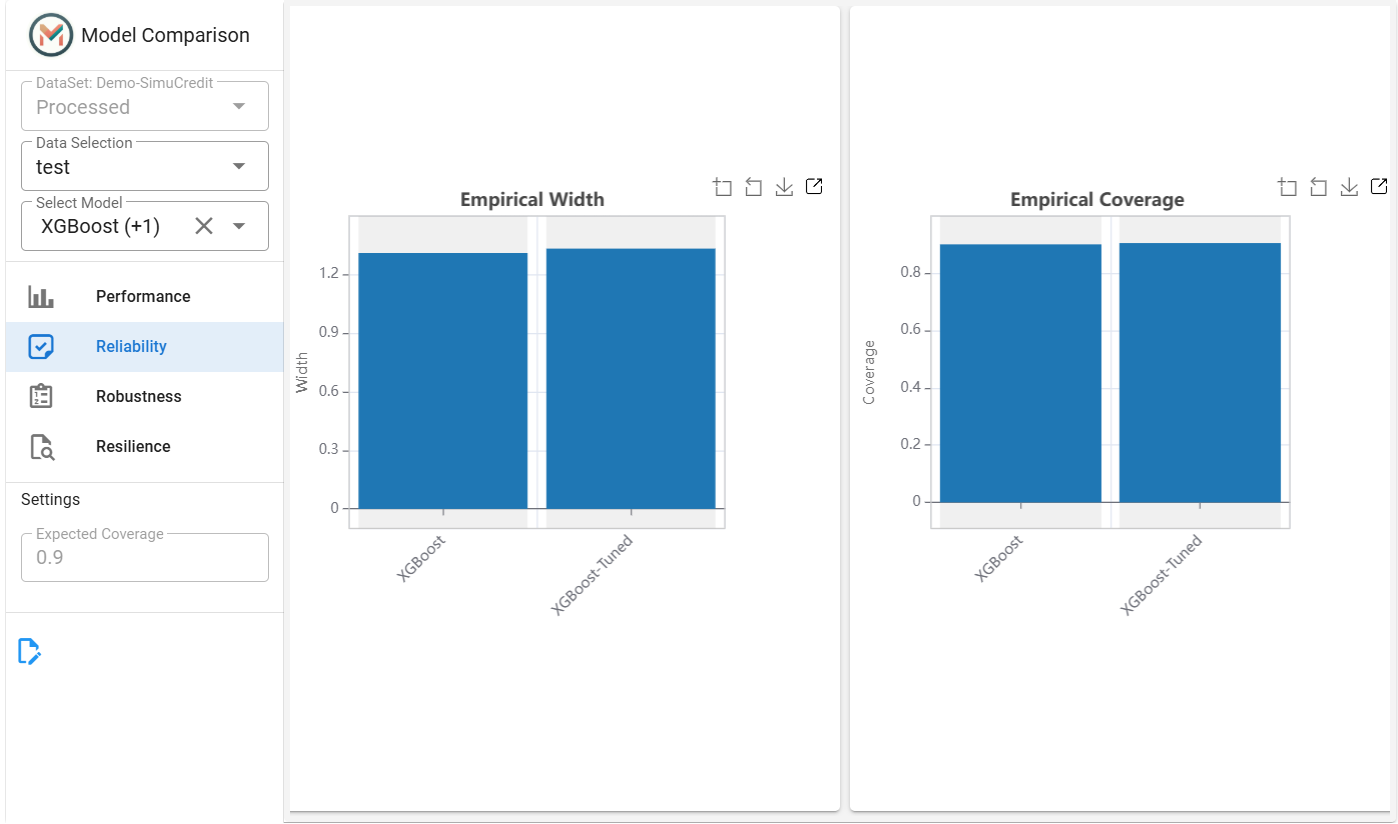 Model Comparison
DataSet: Demo-SimuCredit
Processed
Data Selection
test
Select Model
XGBoost (+1)
Performance
Reliability
Robustness
Resilience
Settings
Expected Coverage
0.9
Empirical Width
Width
1.2
0.9
0.6
0.3
0
XGBoost
XGBoost-Tuned
Empirical Coverage
Coverage
0.8
0.6
0.4
0.2
0
XGBoost
XGBoost-Tuned